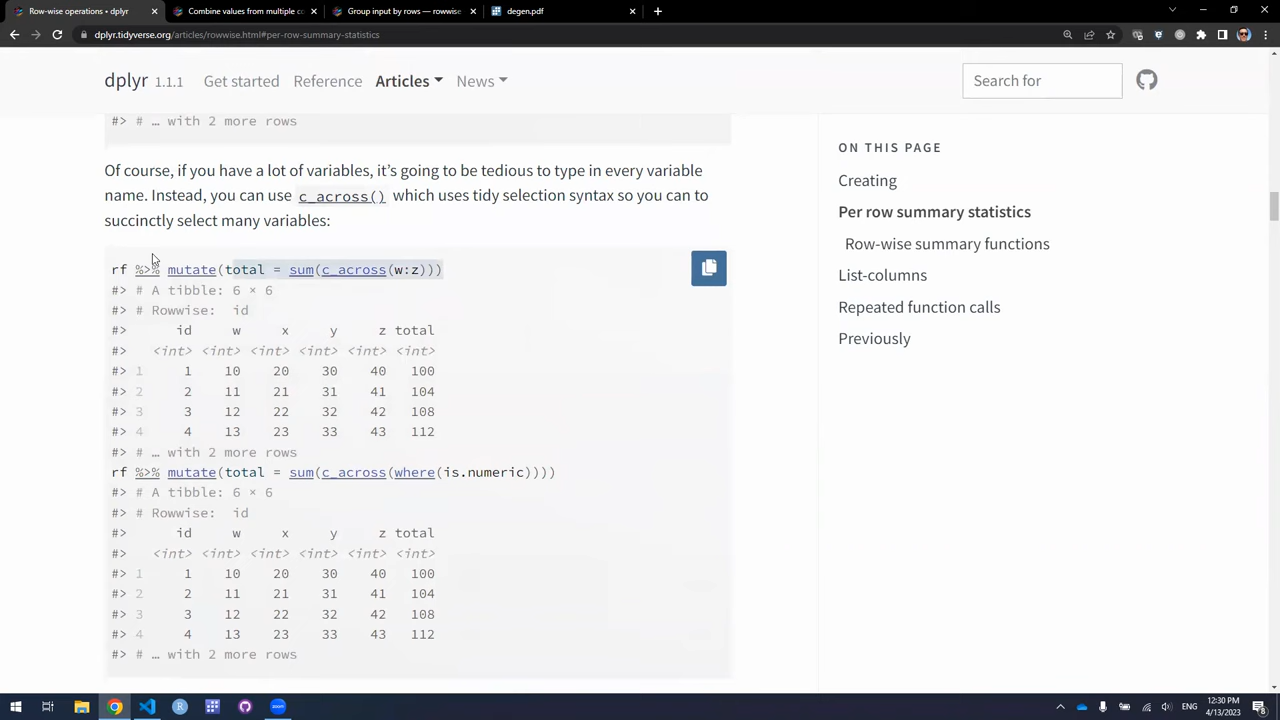 Row-wise operations • dplyr
Combine values from multiple co
Group input by rows — rowwise
degen.pdf
dplyr.tidyverse.org/articles/rowwise.html#per-row-summary-statistics
dplyr 1.1.1 Get started Reference Articles News Search for
#> # … with 2 more rows
Of course, if you have a lot of variables, it’s going to be tedious to type in every variable
name. Instead, you can use c_across() which uses tidy selection syntax so you can to
succinctly select many variables:
rf %>% mutate(total = sum(c_across(w:z)))
#> # A tibble: 6 × 6
#> # Rowwise:  id
#>      id     w     x     y     z total
#>   <int> <int> <int> <int> <int> <int>
#> 1     1    10    20    30    40   100
#> 2     2    11    21    31    41   104
#> 3     3    12    22    32    42   108
#> 4     4    13    23    33    43   112
#> # … with 2 more rows
rf %>% mutate(total = sum(c_across(where(is.numeric))))
#> # A tibble: 6 × 6
#> # Rowwise:  id
#>      id     w     x     y     z total
#>   <int> <int> <int> <int> <int> <int>
#> 1     1    10    20    30    40   100
#> 2     2    11    21    31    41   104
#> 3     3    12    22    32    42   108
#> 4     4    13    23    33    43   112
#> # … with 2 more rows
ON THIS PAGE
Creating
Per row summary statistics
Row-wise summary functions
List-columns
Repeated function calls
Previously
ENG
12:30 PM
4/13/2023